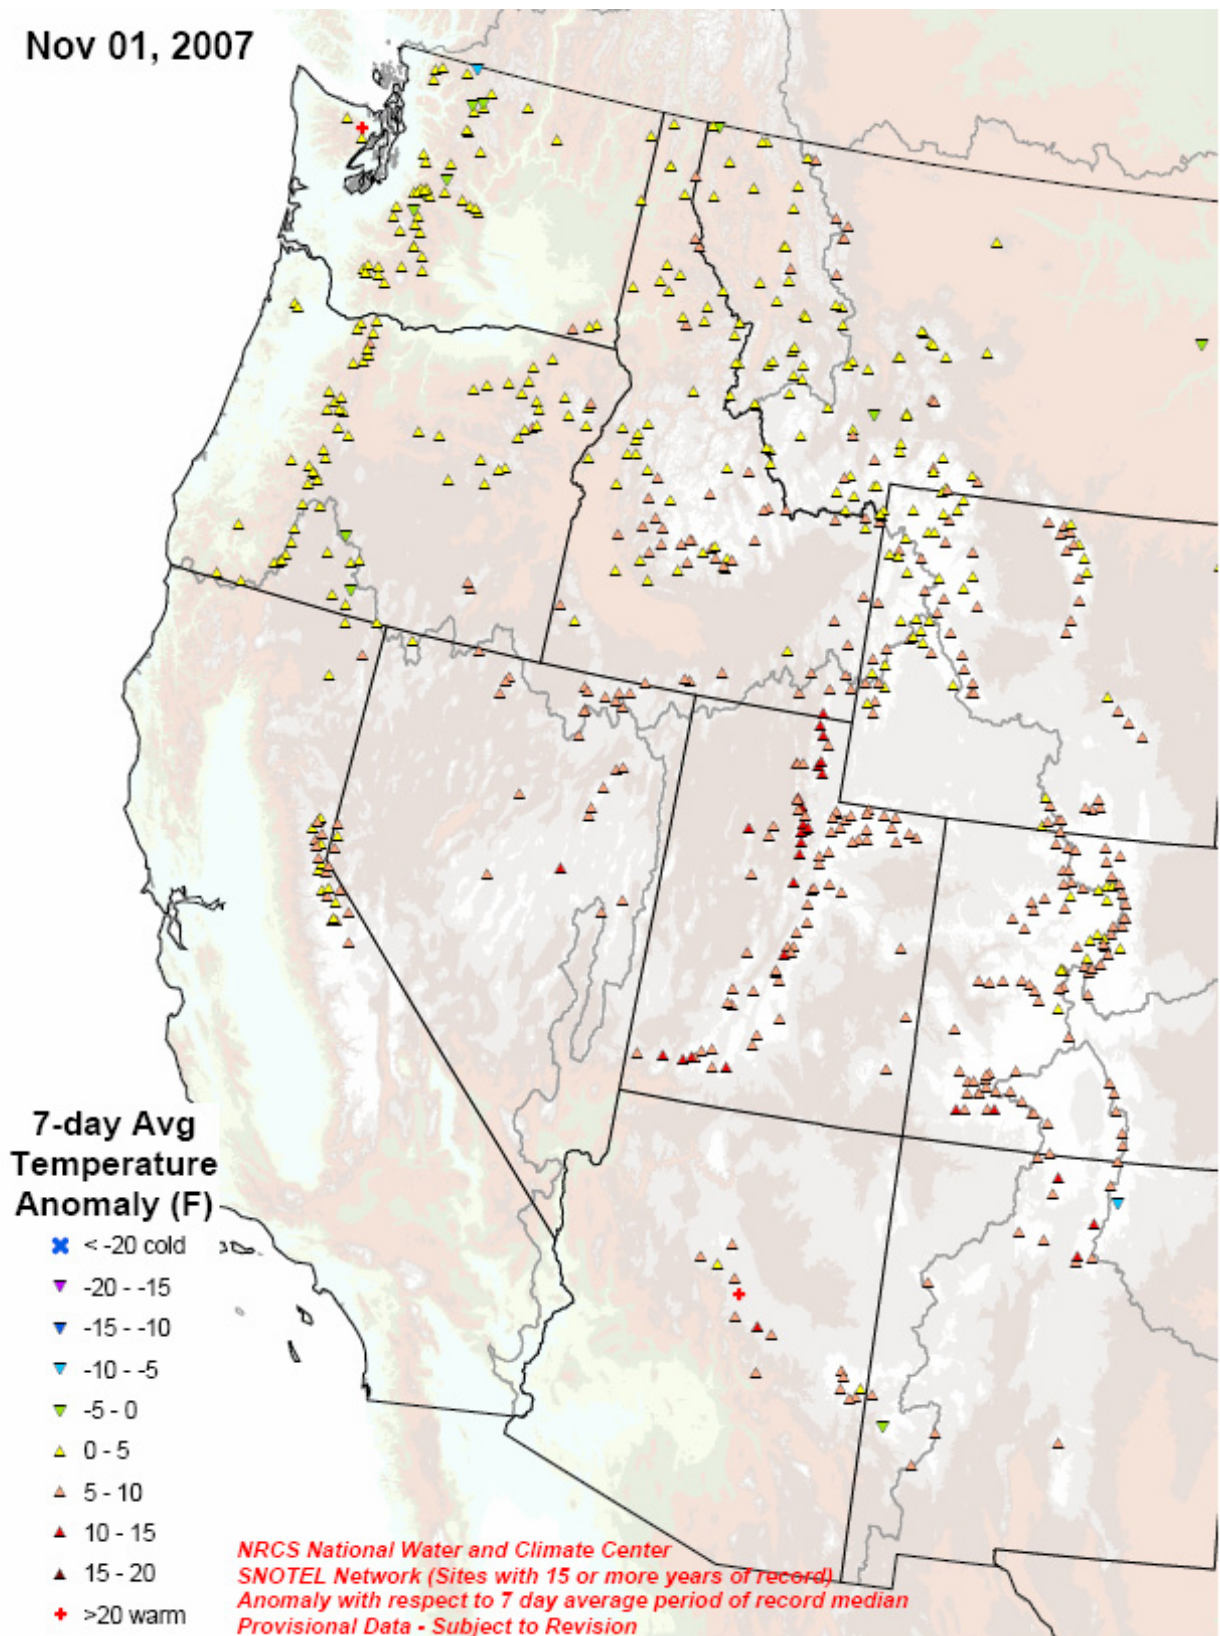 Nov 01, 2007
7-day Avg
Temperature
Anomaly (F)
< -20 cold
-20 - -15
-15 - -10
-10 - -5
-5 - 0
0 - 5
5 - 10
10 - 15
15 - 20
>20 warm
NRCS National Water and Climate Center
SNOTEL Network (Sites with 15 or more years of record)
Anomaly with respect to 7 day average period of record median
Provisional Data - Subject to Revision